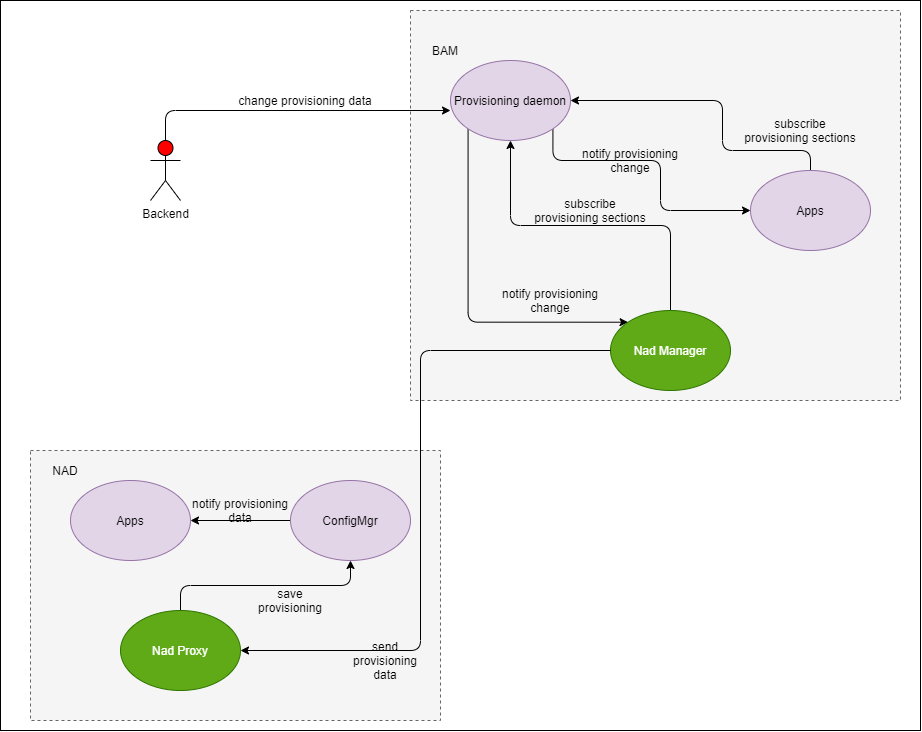 BAM
change provisioning data
Provisioning daemon
subscribe
provisioning sections
notify provisioning
change
subscribe
provisioning sections
Apps
Backend
notify provisioning
change
Nad Manager
NAD
notify provisioning
data
Apps
ConfigMgr
save
provisioning
Nad Proxy
send
provisioning
data